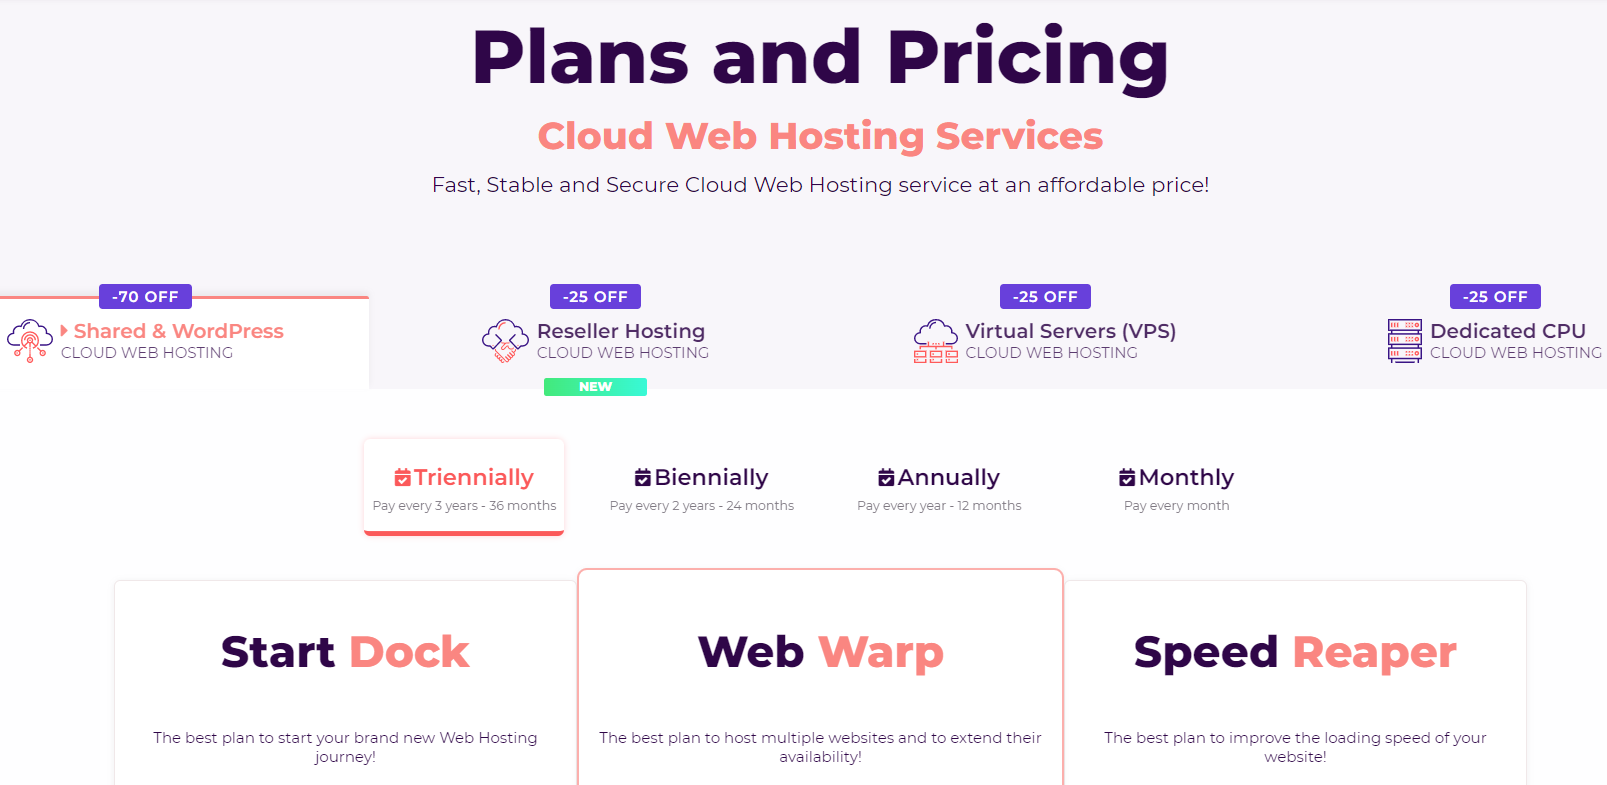 Plans and Pricing
Cloud Web Hosting Services
Fast, Stable and Secure Cloud Web Hosting service at an affordable price!
-70 OFF
Shared & WordPress
CLOUD WEB HOSTING
-25 OFF
Reseller Hosting
CLOUD WEB HOSTING
NEW
-25 OFF
Virtual Servers (VPS)
CLOUD WEB HOSTING
-25 OFF
Dedicated CPU
CLOUD WEB HOSTING
Triennially
Pay every 3 years - 36 months
Biennially
Pay every 2 years - 24 months
Annually
Pay every year - 12 months
Monthly
Pay every month
Start Dock
The best plan to start your brand new Web Hosting
journey!
Web Warp
The best plan to host multiple websites and to extend their
availability!
Speed Reaper
The best plan to improve the loading speed of your
website!